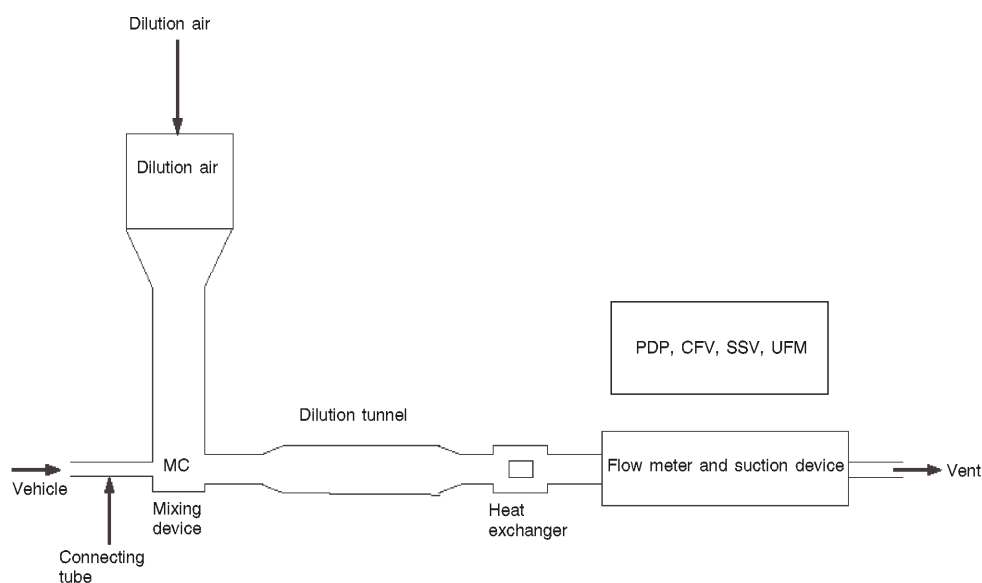 Dilution air
Dilution air
PDP, CFV, SSV, UFM
Dilution tunnel
MC
Flow meter and suction device
Vent
Vehicle
Mixing
device
Heat
exchanger
Connecting
tube